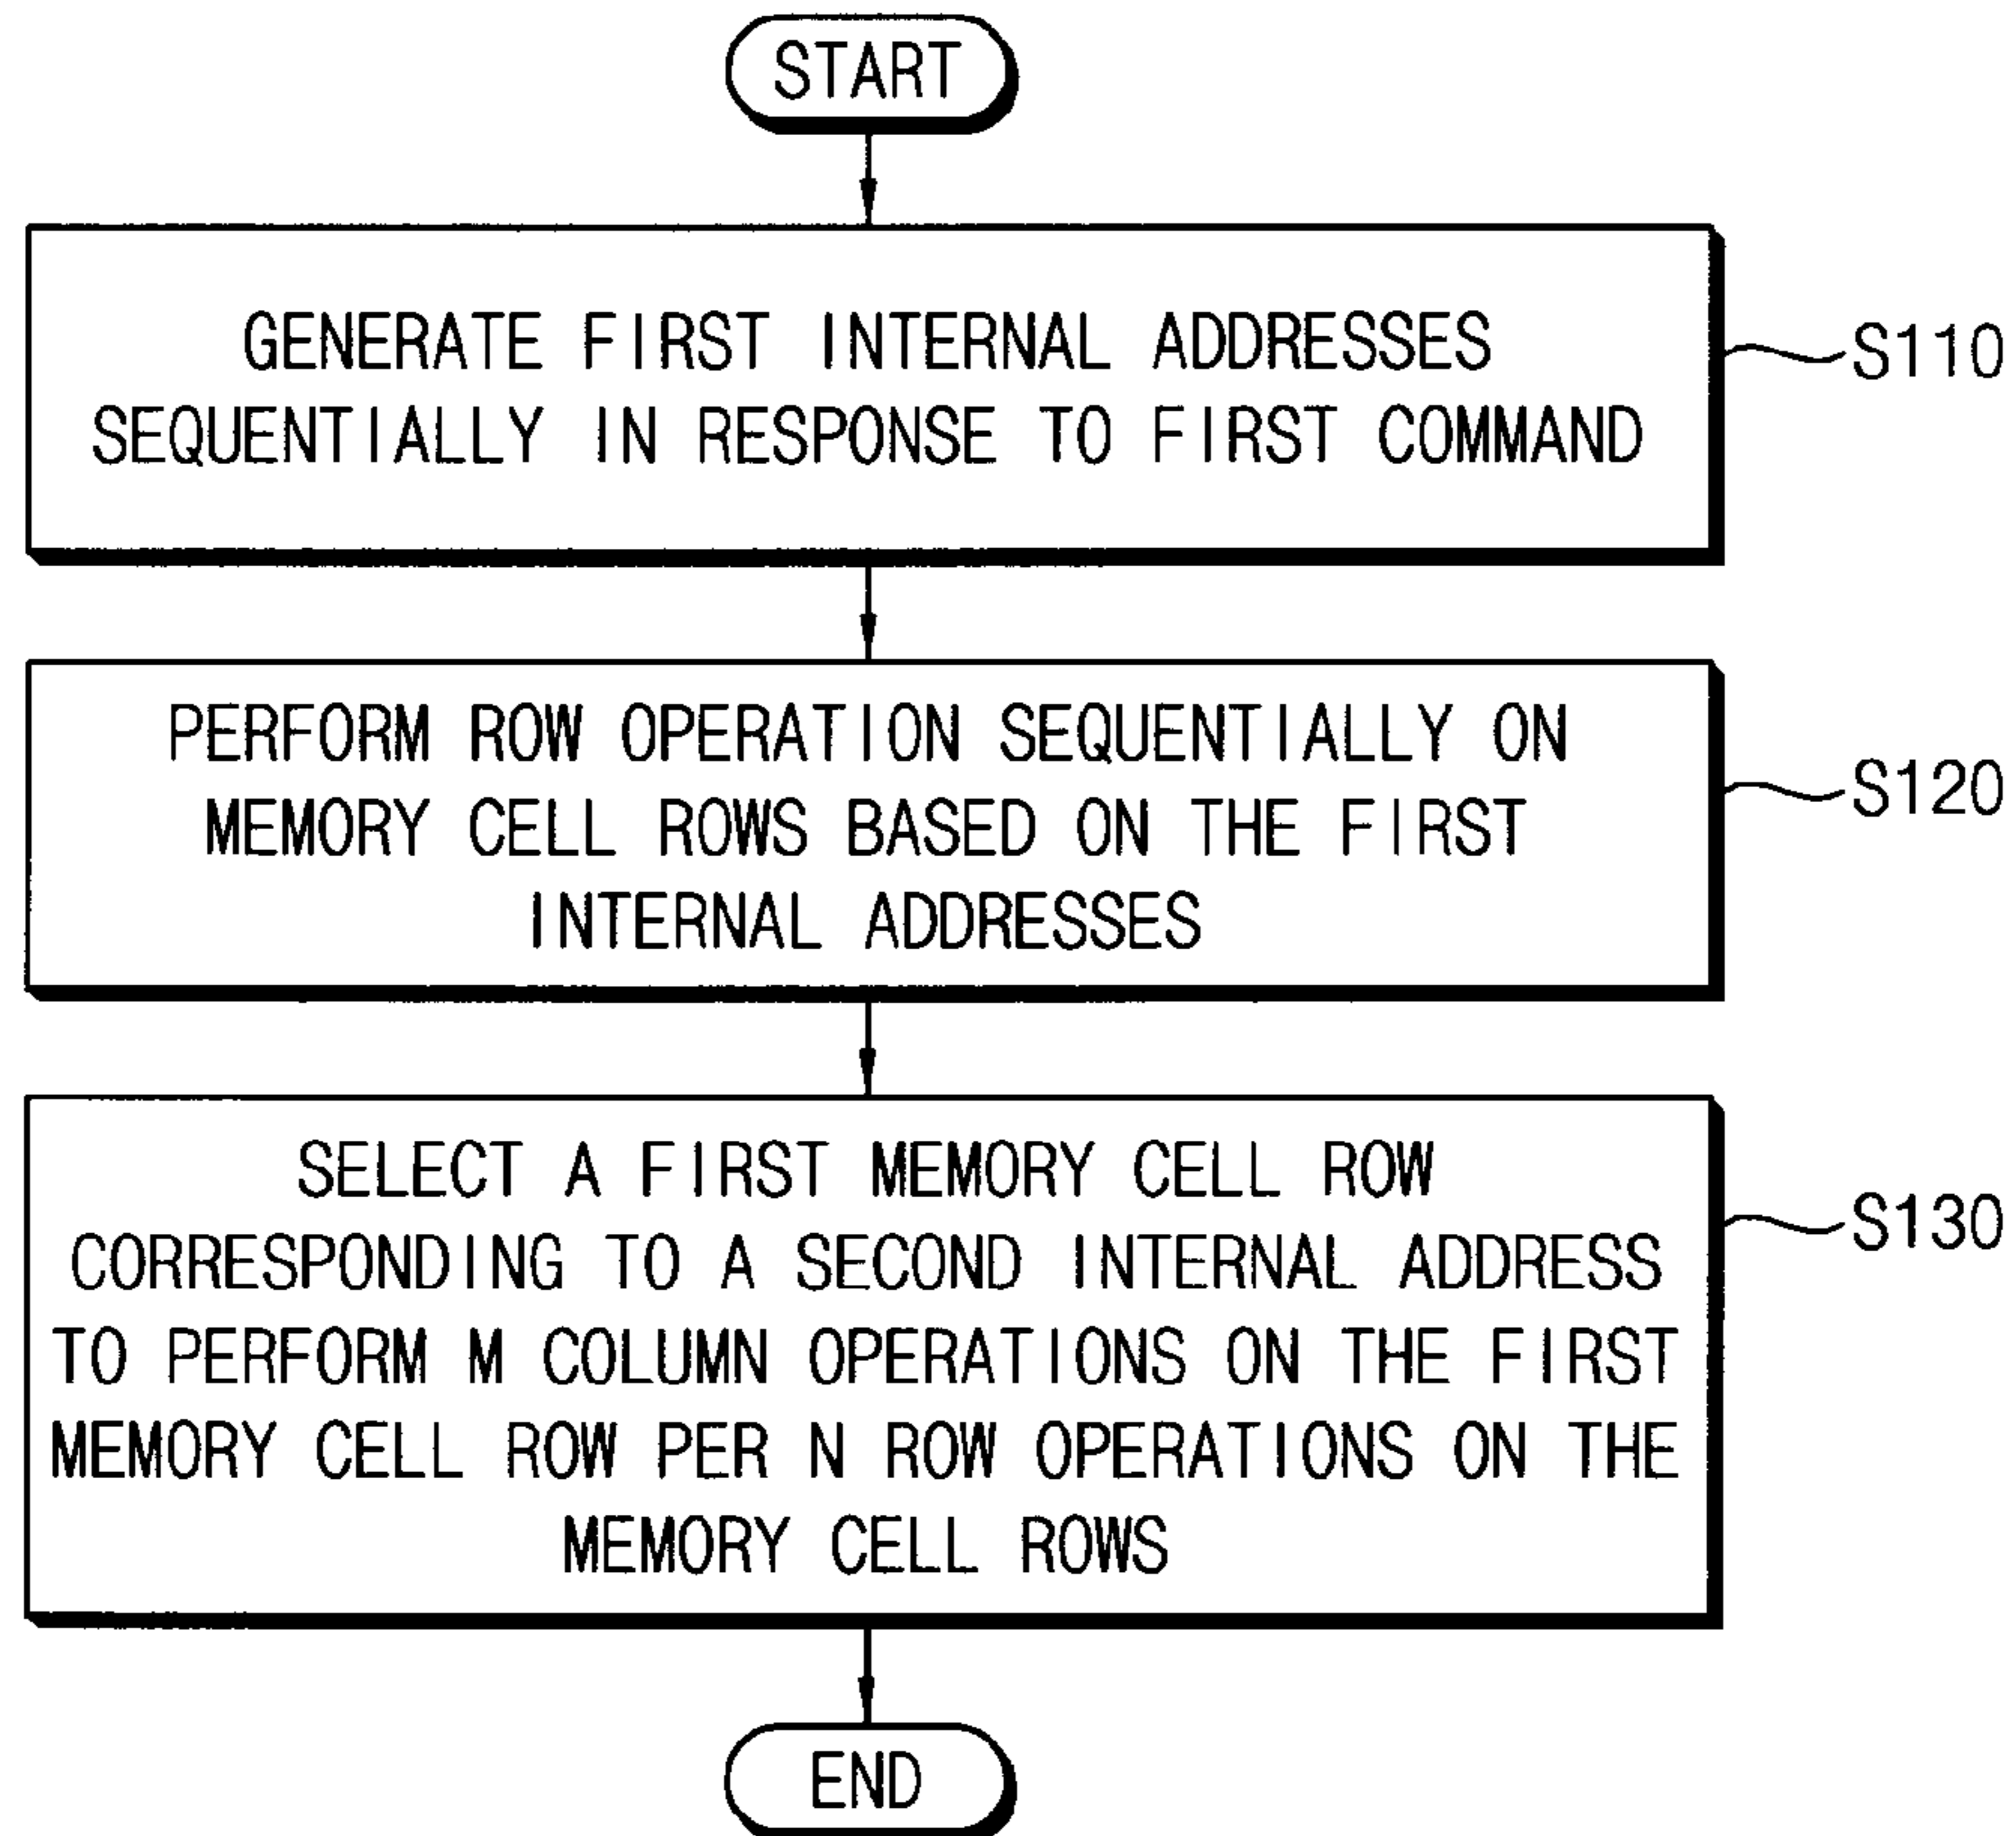 START
GENERATE FIRST INTERNAL ADDRESSES
SEQUENTIALLY IN RESPONSE TO FIRST COMMAND
S110
PERFORM ROW OPERATION SEQUENTIALLY ON
MEMORY CELL ROWS BASED ON THE FIRST
INTERNAL ADDRESSES
S120
SELECT A FIRST MEMORY CELL ROW
CORRESPONDING TO A SECOND INTERNAL ADDRESS
TO PERFORM M COLUMN OPERATIONS ON THE FIRST
MEMORY CELL ROW PER N ROW OPERATIONS ON THE
MEMORY CELL ROWS
S130
END